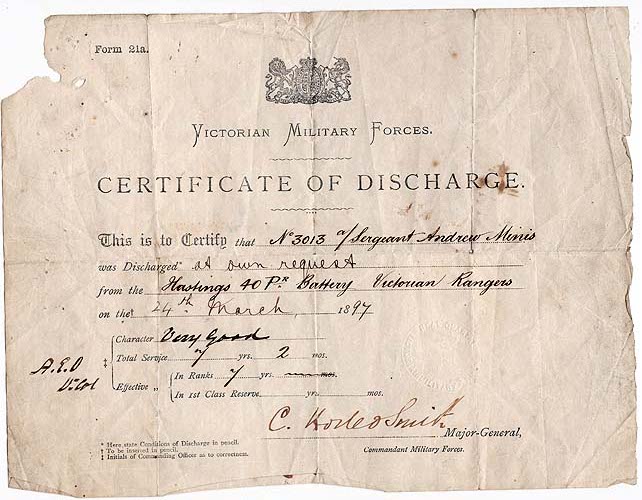 Form 21a.
VICTORIAN MILITARY FORCES.
CERTIFICATE OF DISCHARGE.
This is to Certify that No 3013 a/Sergeant Andrew Minis
was Discharged* at own request
from the Hastings 40 Pr Battery Victorian Rangers
on the† 24th March, 1897
‡ Character Very Good
Total Service 7 yrs. 2 mos.
Effective „ In Ranks 7 yrs. mos.
In 1st Class Reserve yrs. mos.
A.E.O
Lt. Col
C. Smith
Major-General,
Commandant Military Forces.
* Here state Conditions of Discharge in pencil.
† To be inserted in pencil.
‡ Initials of Commanding Officer as to correctness.